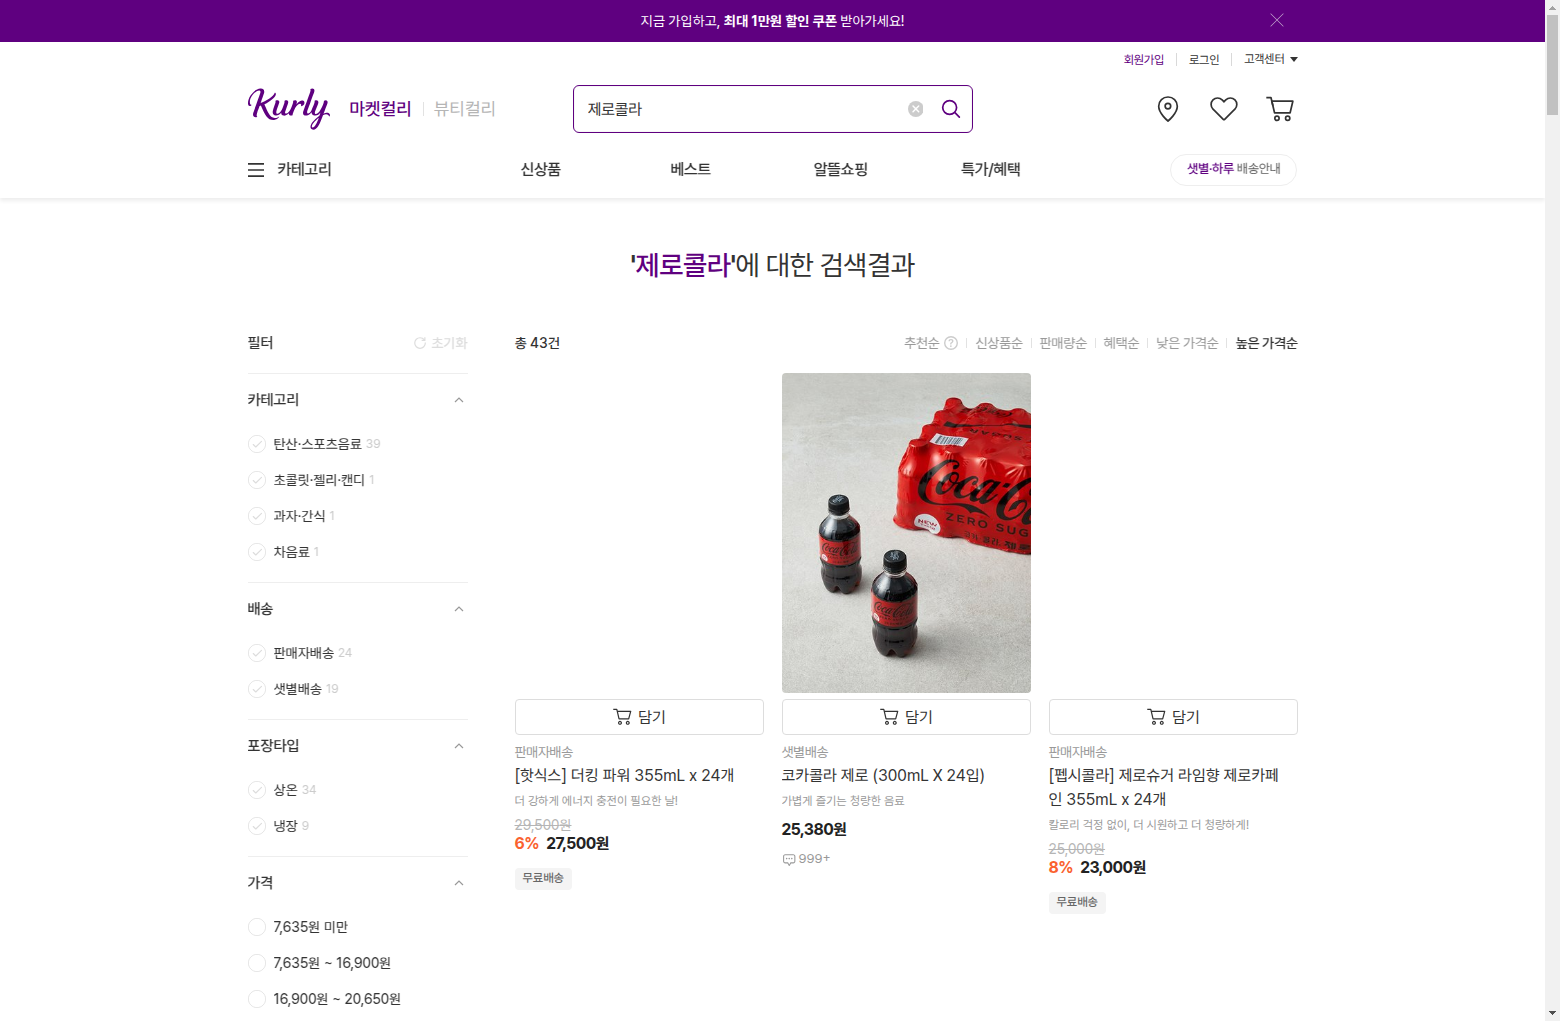 지금 가입하고, 최대 1만원 할인 쿠폰 받아가세요!
회원가입 로그인 고객센터
Kurly 마켓컬리 뷰티컬리 제로콜라
카테고리 신상품 베스트 알뜰쇼핑 특가/혜택 샛별·하루 배송안내
'제로콜라'에 대한 검색결과
필터 초기화
카테고리
탄산·스포츠음료 39
초콜릿·젤리·캔디 1
과자·간식 1
차음료 1
배송
판매자배송 24
샛별배송 19
포장타입
상온 34
냉장 9
가격
7,635원 미만
7,635원 ~ 16,900원
16,900원 ~ 20,650원
총 43건 추천순 ? 신상품순 판매량순 혜택순 낮은 가격순 높은 가격순
담기
판매자배송
[핫식스] 더킹 파워 355mL x 24개
더 강하게 에너지 충전이 필요한 날!
29,500원
6% 27,500원
무료배송
Coca-Co
ZERO SUG
NEW
Coca-Cola
Coca-Cola
담기
샛별배송
코카콜라 제로 (300mL X 24입)
가볍게 즐기는 청량한 음료
25,380원
999+
담기
판매자배송
[펩시콜라] 제로슈거 라임향 제로카페
인 355mL x 24개
칼로리 걱정 없이, 더 시원하고 더 청량하게!
25,000원
8% 23,000원
무료배송